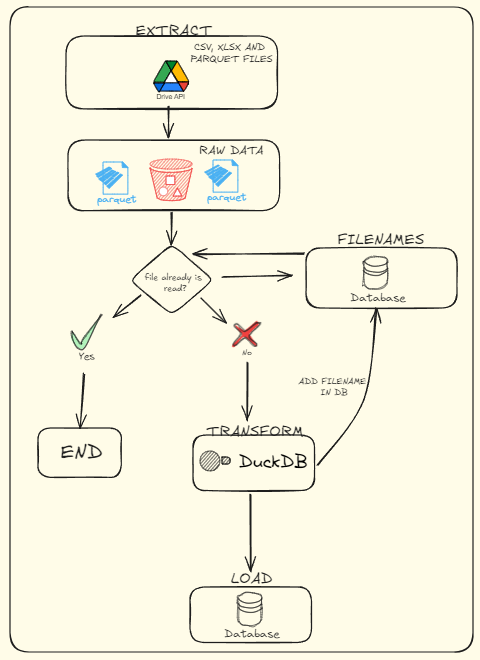 EXTRACT
CSV, XLSX AND
PARQUET FILES
Drive API
RAW DATA
parquet
parquet
FILENAMES
Database
file already is
read?
Yes
No
ADD FILENAME
IN DB
TRANSFORM
DuckDB
END
LOAD
Database